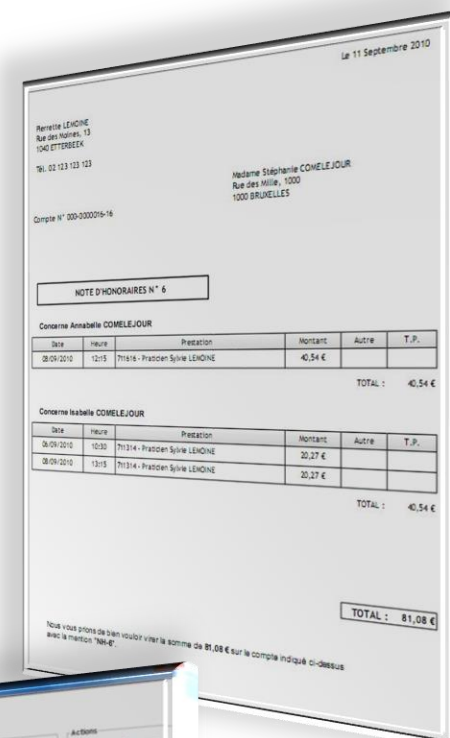 Le 11 Septembre 2010
Pierrette LEMOINE
Rue des Moines, 13
1040 ETTERBEEK
Tél. 02 123 123 123
Madame Stéphanie COMELEJOUR
Rue des Mille, 1000
1000 BRUXELLES
Compte N° 000-0000016-16
NOTE D'HONORAIRES N° 6
Concerne Annabelle COMELEJOUR
Date Heure Prestation Montant Autre T.P.
08/09/2010 12:15 711616 - Praticien Sylvie LEMOINE 40,54 €
TOTAL : 40,54 €
Concerne Isabelle COMELEJOUR
Date Heure Prestation Montant Autre T.P.
06/09/2010 10:30 711314 - Praticien Sylvie LEMOINE 20,27 €
08/09/2010 13:15 711314 - Praticien Sylvie LEMOINE 20,27 €
TOTAL : 40,54 €
TOTAL : 81,08 €
Nous vous prions de bien vouloir virer la somme de 81,08 € sur le compte indiqué ci-dessus
avec la mention "NH-6".
Actions